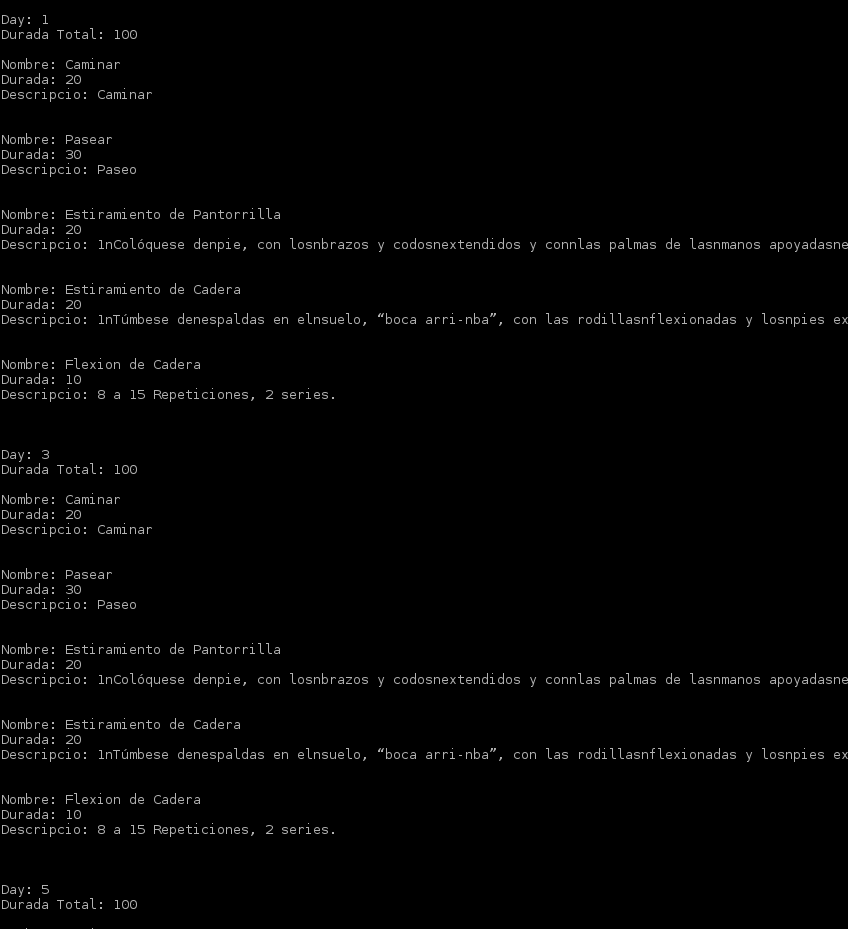 Day: 1
Durada Total: 100
Nombre: Caminar
Durada: 20
Descripcio: Caminar
Nombre: Pasear
Durada: 30
Descripcio: Paseo
Nombre: Estiramiento de Pantorrilla
Durada: 20
Descripcio: 1nColóquese denpie, con losnbrazos y codosnextendidos y connlas palmas de lasnmanos apoyadasne
Nombre: Estiramiento de Cadera
Durada: 20
Descripcio: 1nTúmbese denespaldas en elnsuelo, “boca arri-nba”, con las rodillasnflexionadas y losnpies ex
Nombre: Flexion de Cadera
Durada: 10
Descripcio: 8 a 15 Repeticiones, 2 series.
Day: 3
Durada Total: 100
Nombre: Caminar
Durada: 20
Descripcio: Caminar
Nombre: Pasear
Durada: 30
Descripcio: Paseo
Nombre: Estiramiento de Pantorrilla
Durada: 20
Descripcio: 1nColóquese denpie, con losnbrazos y codosnextendidos y connlas palmas de lasnmanos apoyadasne
Nombre: Estiramiento de Cadera
Durada: 20
Descripcio: 1nTúmbese denespaldas en elnsuelo, “boca arri-nba”, con las rodillasnflexionadas y losnpies ex
Nombre: Flexion de Cadera
Durada: 10
Descripcio: 8 a 15 Repeticiones, 2 series.
Day: 5
Durada Total: 100